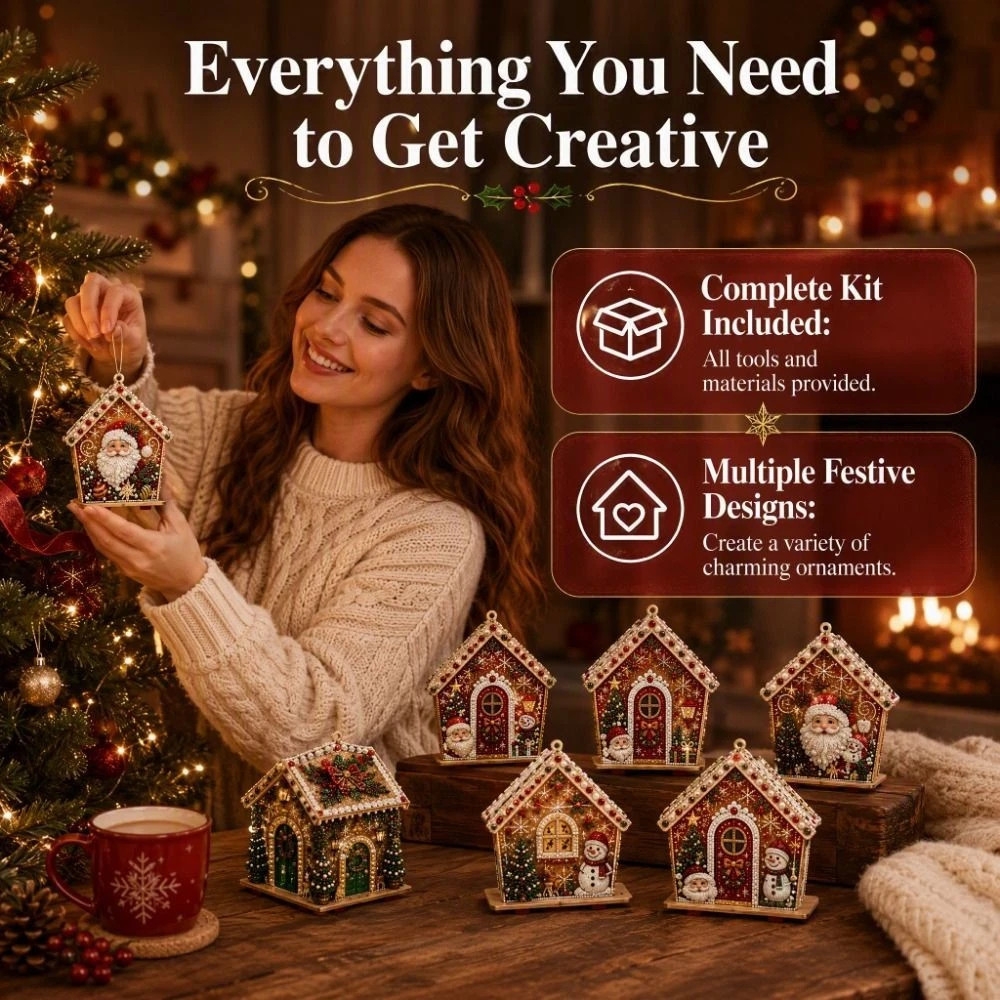 Everything You Need
to Get Creative
Complete Kit
Included:
All tools and
materials provided.
Multiple Festive
Designs:
Create a variety of
charming ornaments.